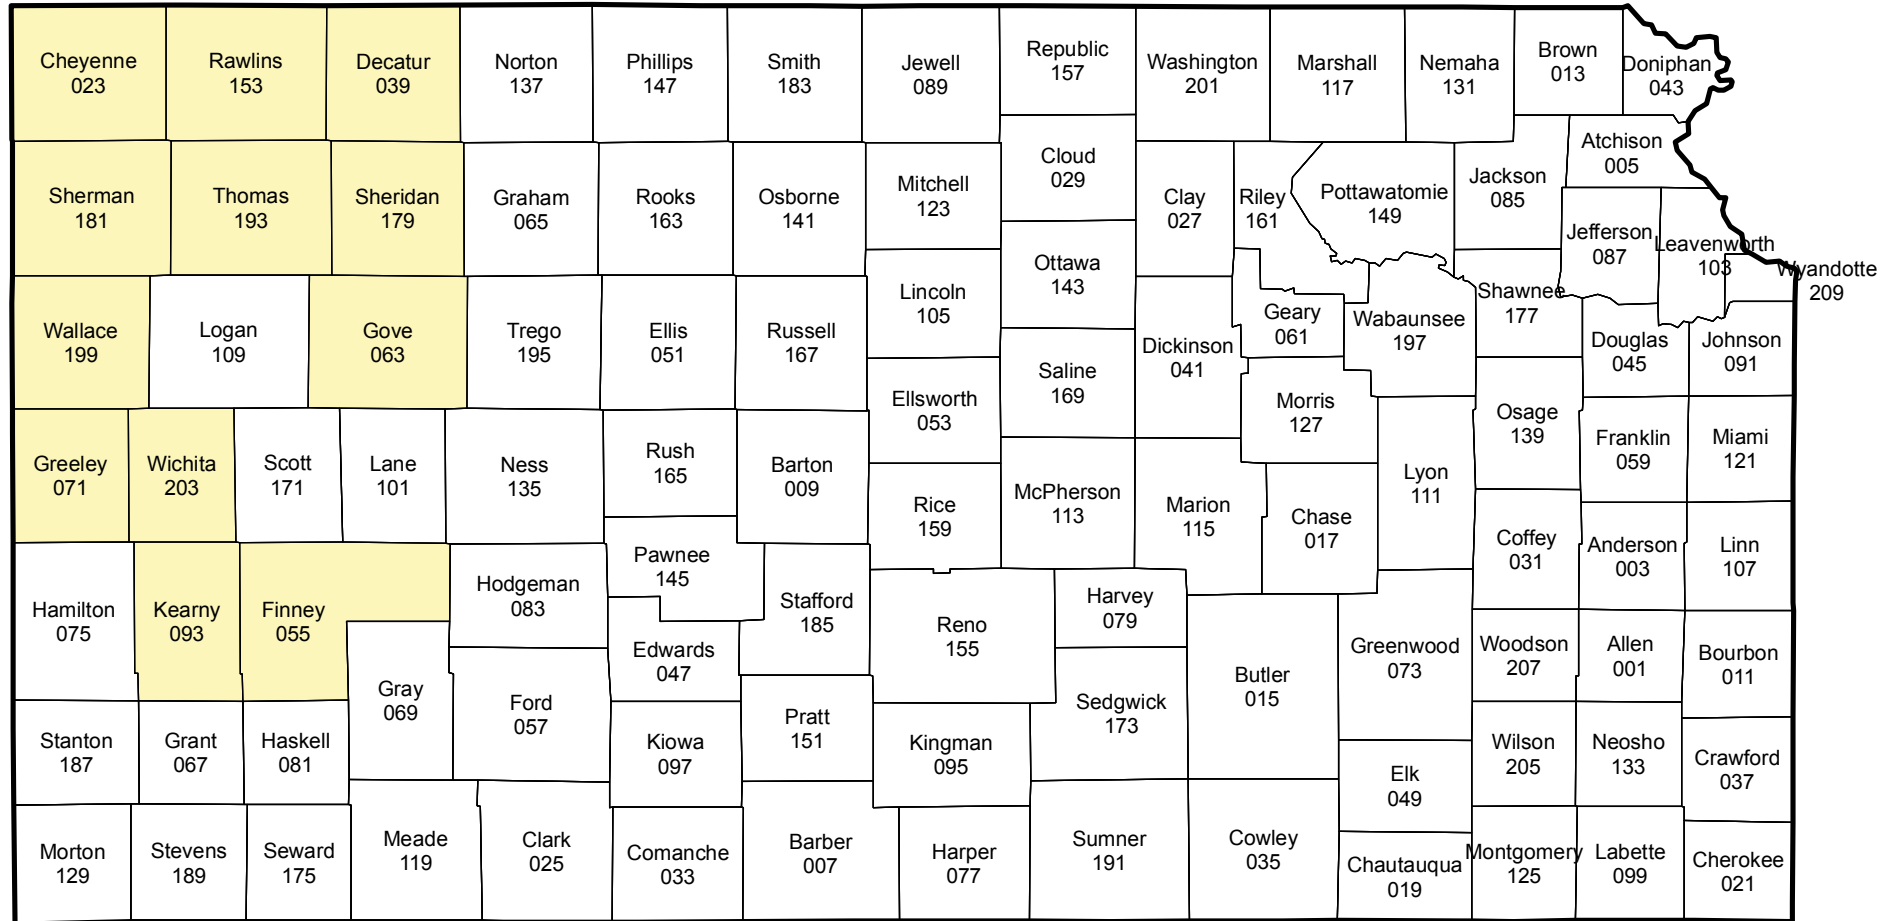 Cheyenne
023
Rawlins
153
Decatur
039
Norton
137
Phillips
147
Smith
183
Jewell
089
Republic
157
Washington
201
Marshall
117
Nemaha
131
Brown
013
Doniphan
043
Sherman
181
Thomas
193
Sheridan
179
Graham
065
Rooks
163
Osborne
141
Mitchell
123
Cloud
029
Clay
027
Riley
161
Pottawatomie
149
Jackson
085
Atchison
005
Jefferson
087
Leavenworth
103
Wyandotte
209
Wallace
199
Logan
109
Gove
063
Trego
195
Ellis
051
Russell
167
Lincoln
105
Ottawa
143
Dickinson
041
Geary
061
Wabaunsee
197
Shawnee
177
Douglas
045
Johnson
091
Ellsworth
053
Saline
169
Morris
127
Osage
139
Franklin
059
Miami
121
Greeley
071
Wichita
203
Scott
171
Lane
101
Ness
135
Rush
165
Barton
009
Rice
159
McPherson
113
Marion
115
Chase
017
Lyon
111
Coffey
031
Anderson
003
Linn
107
Hamilton
075
Kearny
093
Finney
055
Hodgeman
083
Pawnee
145
Stafford
185
Reno
155
Harvey
079
Greenwood
073
Woodson
207
Allen
001
Bourbon
011
Gray
069
Ford
057
Edwards
047
Sedgwick
173
Butler
015
Stanton
187
Grant
067
Haskell
081
Kiowa
097
Pratt
151
Kingman
095
Elk
049
Wilson
205
Neosho
133
Crawford
037
Morton
129
Stevens
189
Seward
175
Meade
119
Clark
025
Comanche
033
Barber
007
Harper
077
Sumner
191
Cowley
035
Chautauqua
019
Montgomery
125
Labette
099
Cherokee
021